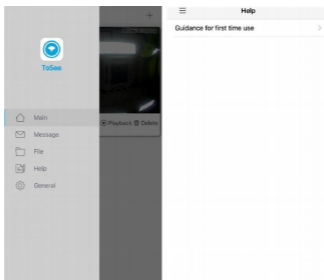 ToSee
Main
Message
File
Help
General
Playback Delete
Help
Guidance for first time use